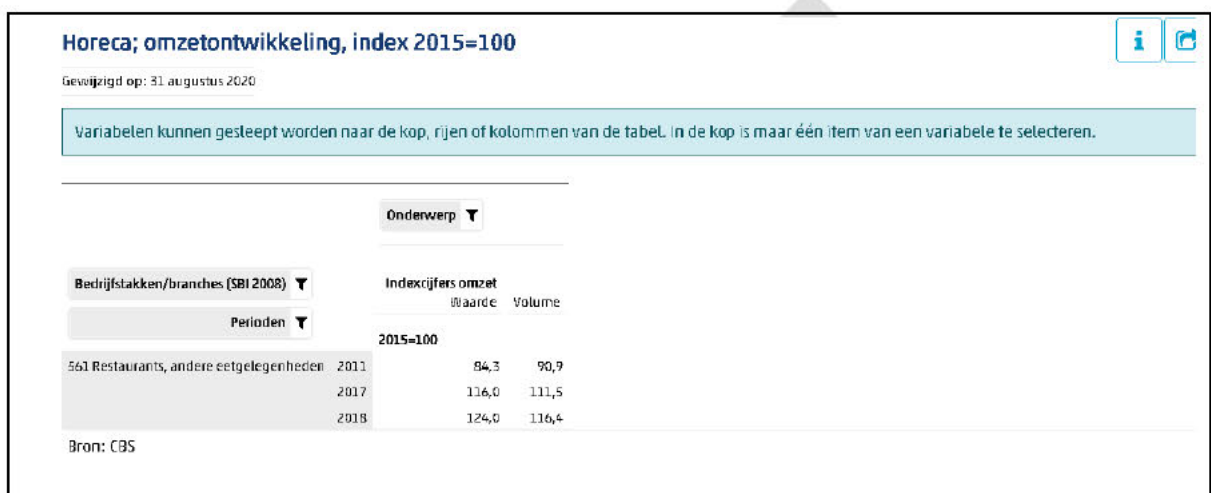 Horeca; omzetontwikkeling, index 2015=100
Gewijzigd op: 31 augustus 2020
Variabelen kunnen gesleept worden naar de kop, rijen of kolommen van de tabel. In de kop is maar één item van een variabele te selecteren.
Onderwerp
Bedrijfstakken/branches (SBI 2008) Indexcijfers omzet
Waarde Volume
Perioden
2015=100
561 Restaurants, andere eetgelegenheden 2011 84,3 90,9
2017 116,0 111,5
2018 124,0 116,4
Bron: CBS